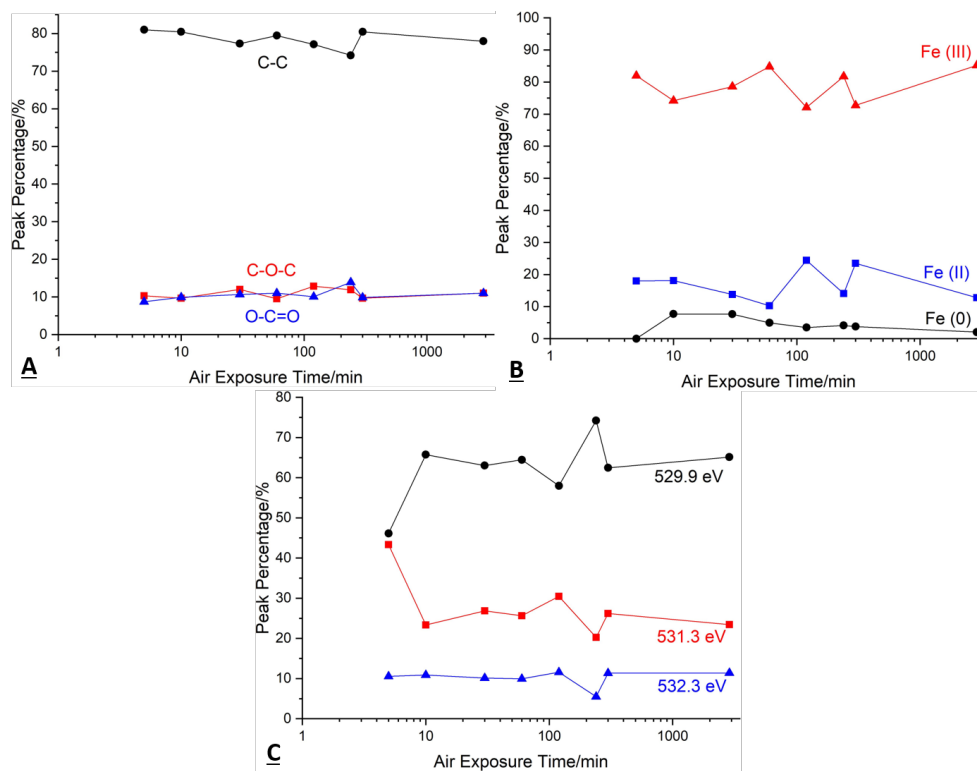 Peak Percentage/%
80
70
60
50
40
30
20
10
0
C-C
C-O-C
O-C=O
1
10
100
1000
Air Exposure Time/min
A
Peak Percentage/%
100
90
80
70
60
50
40
30
20
10
0
Fe (III)
Fe (II)
Fe (0)
1
10
100
1000
Air Exposure Time/min
B
Peak Percentage/%
80
70
60
50
40
30
20
10
0
529.9 eV
531.3 eV
532.3 eV
1
10
100
1000
Air Exposure Time/min
C